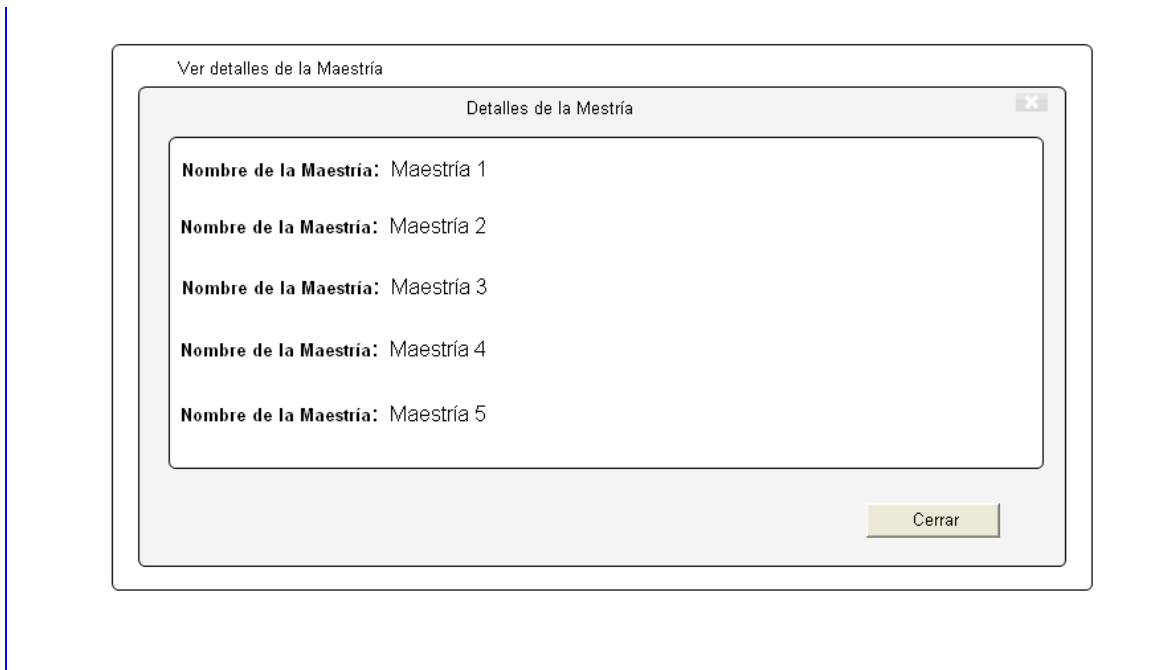 Ver detalles de la Maestría
Detalles de la Mestría
Nombre de la Maestría: Maestría 1
Nombre de la Maestría: Maestría 2
Nombre de la Maestría: Maestría 3
Nombre de la Maestría: Maestría 4
Nombre de la Maestría: Maestría 5
Cerrar